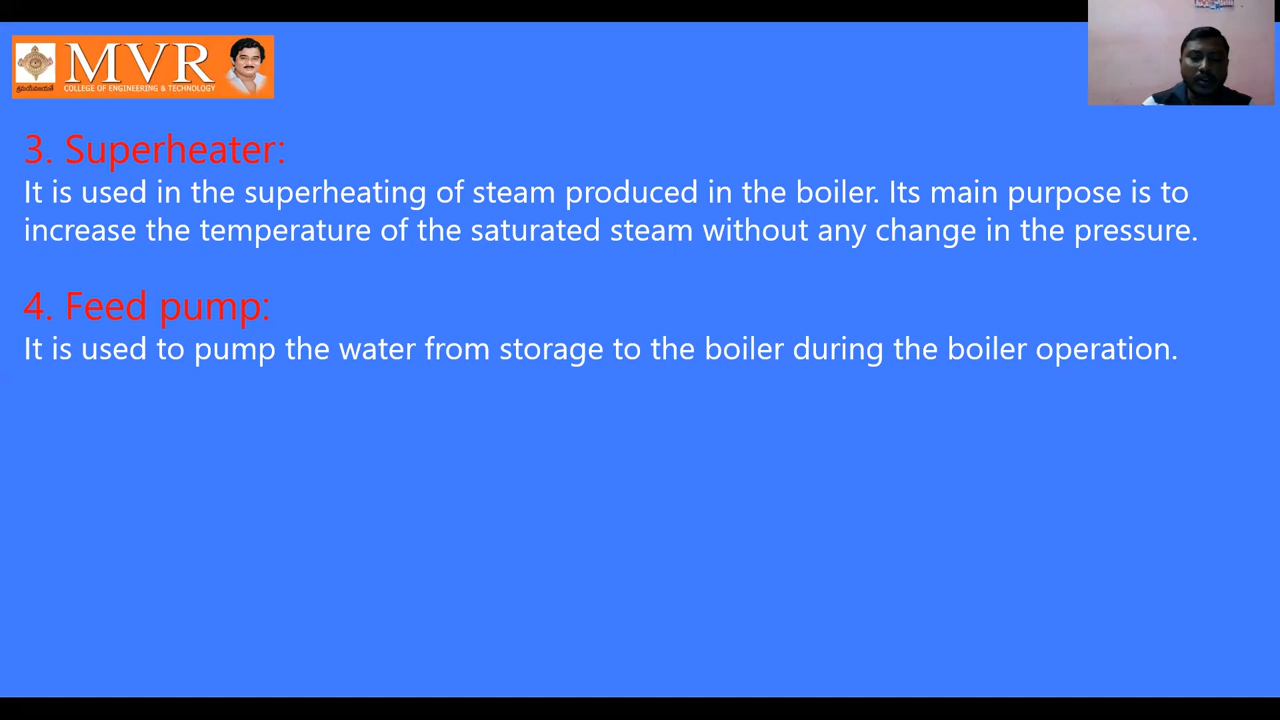 MVR
COLLEGE OF ENGINEERING & TECHNOLOGY
3. Superheater:
It is used in the superheating of steam produced in the boiler. Its main purpose is to
increase the temperature of the saturated steam without any change in the pressure.
4. Feed pump:
It is used to pump the water from storage to the boiler during the boiler operation.